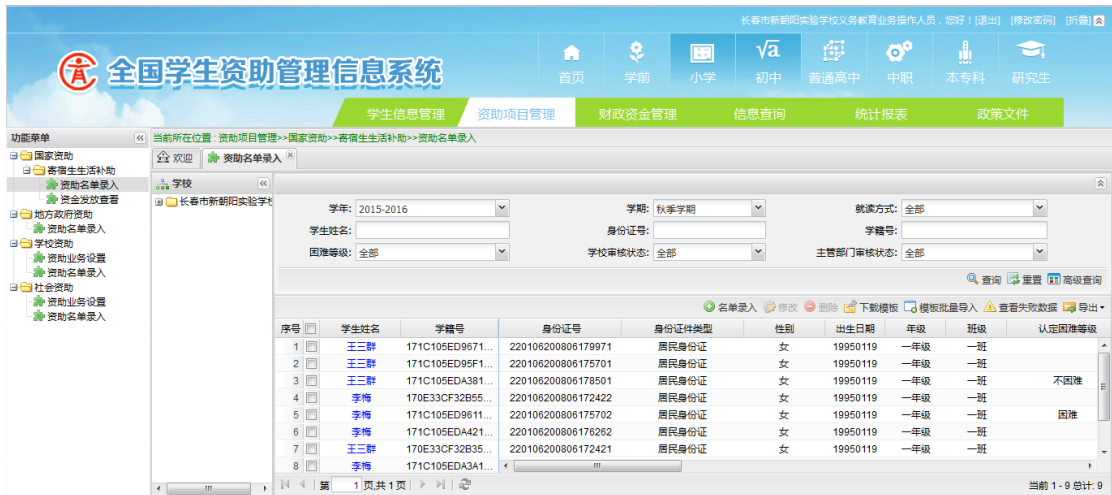 长春市新朝阳实验学校义务教育业务操作人员，您好！[退出] [修改密码] [折叠]
全国学生资助管理信息系统
首页 学前 小学 初中 普通高中 中职 本专科 研究生
学生信息管理 资助项目管理 财政资金管理 信息查询 统计报表 政策文件
功能菜单
国家资助
寄宿生生活补助
资助名单录入
资金发放查看
地方政府资助
资助名单录入
学校资助
资助业务设置
资助名单录入
社会资助
资助业务设置
资助名单录入
当前所在位置：资助项目管理>>国家资助>>寄宿生生活补助>>资助名单录入
欢迎 资助名单录入
学校
长春市新朝阳实验学
学年: 2015-2016 学期: 秋季学期 就读方式: 全部
学生姓名: 身份证号: 学籍号:
困难等级: 全部 学校审核状态: 全部 主管部门审核状态: 全部
查询 重置 高级查询
名单录入 修改 删除 下载模板 模板批量导入 查看失败数据 导出
序号 学生姓名 学籍号 身份证号 身份证件类型 性别 出生日期 年级 班级 认定困难等级
1 王三群 171C105ED9671... 220106200806179971 居民身份证 女 19950119 一年级 一班
2 王三群 171C105ED95F1... 220106200806175701 居民身份证 女 19950119 一年级 一班
3 王三群 171C105EDA381... 220106200806178501 居民身份证 女 19950119 一年级 一班 不困难
4 李梅 170E33CF32B55... 220106200806172422 居民身份证 女 19950119 一年级 一班
5 李梅 171C105ED9611... 220106200806175702 居民身份证 女 19950119 一年级 一班 困难
6 李梅 171C105EDA421... 220106200806176262 居民身份证 女 19950119 一年级 一班
7 王三群 170E33CF32B35... 220106200806172421 居民身份证 女 19950119 一年级 一班
8 李梅 171C105EDA3A1...
第 1 页,共 1 页 当前 1 - 9 总计: 9